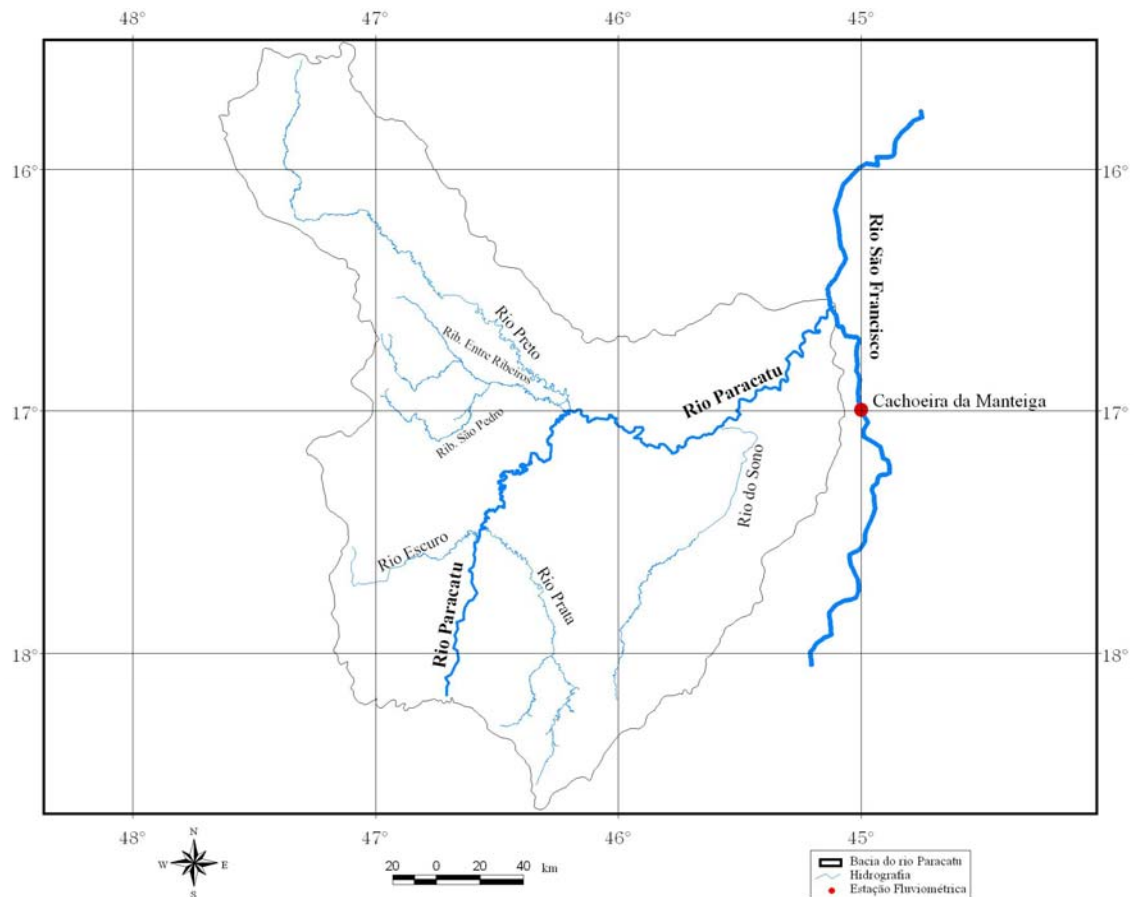 48°
47°
46°
45°
16°
16°
Rio São Francisco
Rio Preto
Rib. Entre Ribeiros
Rio Paracatu
Cachoeira da Manteiga
17°
17°
Rib. São Pedro
Rio do Sono
Rio Escuro
Rio Paracatu
Rio Prata
18°
18°
48°
47°
46°
45°
N
W
E
S
20 0 20 40 km
Bacia do rio Paracatu
Hidrografia
Estação Fluviométrica